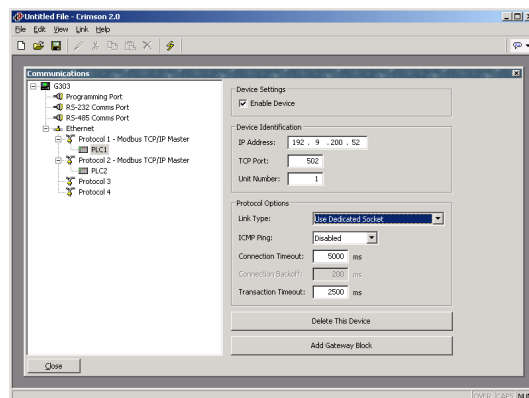 Untitled File - Crimson 2.0
File Edit View Link Help
Communications
G303
Programming Port
RS-232 Comms Port
RS-485 Comms Port
Ethernet
Protocol 1 - Modbus TCP/IP Master
PLC1
Protocol 2 - Modbus TCP/IP Master
PLC2
Protocol 3
Protocol 4
Device Settings
Enable Device
Device Identification
IP Address: 192 . 9 .200 . 52
TCP Port: 502
Unit Number: 1
Protocol Options
Link Type: Use Dedicated Socket
ICMP Ping: Disabled
Connection Timeout: 5000 ms
Connection Backoff: 200 ms
Transaction Timeout: 2500 ms
Delete This Device
Add Gateway Block
Close
OVER CAPS NU